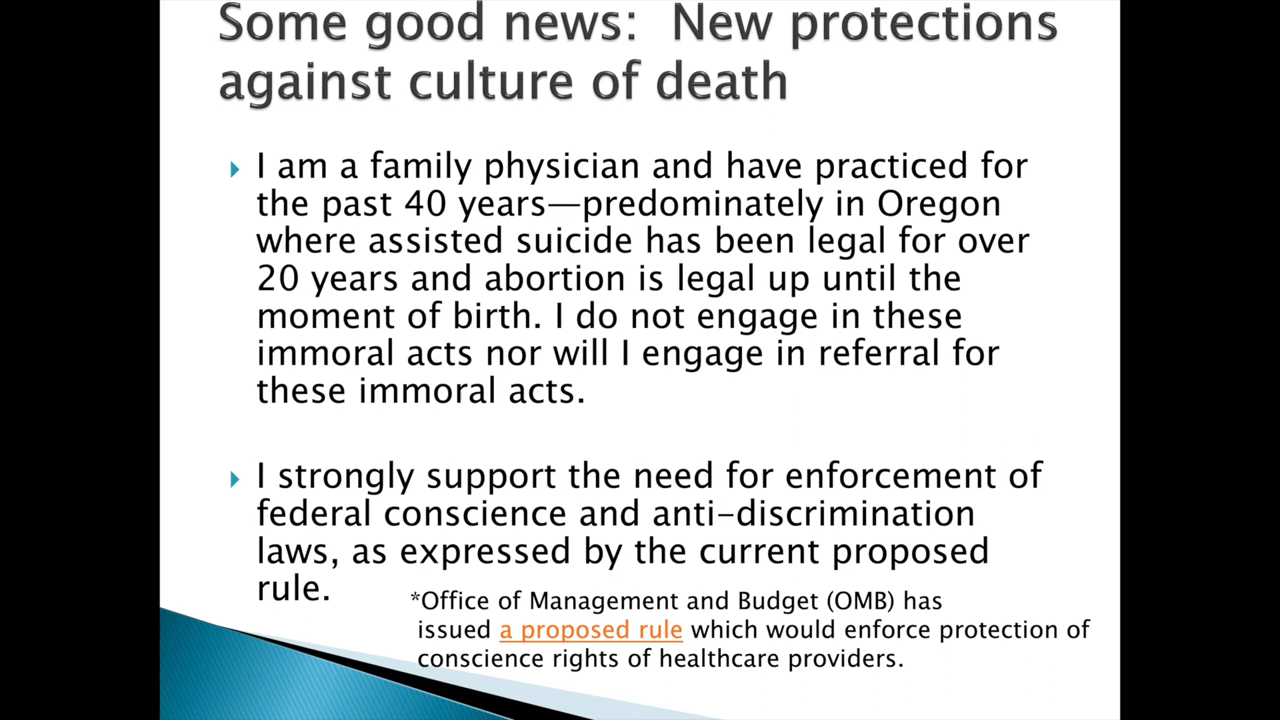 Some good news:  New protections
against culture of death
I am a family physician and have practiced for
the past 40 years—predominately in Oregon
where assisted suicide has been legal for over
20 years and abortion is legal up until the
moment of birth. I do not engage in these
immoral acts nor will I engage in referral for
these immoral acts.
I strongly support the need for enforcement of
federal conscience and anti-discrimination
laws, as expressed by the current proposed
rule.
*Office of Management and Budget (OMB) has
issued a proposed rule which would enforce protection of
conscience rights of healthcare providers.